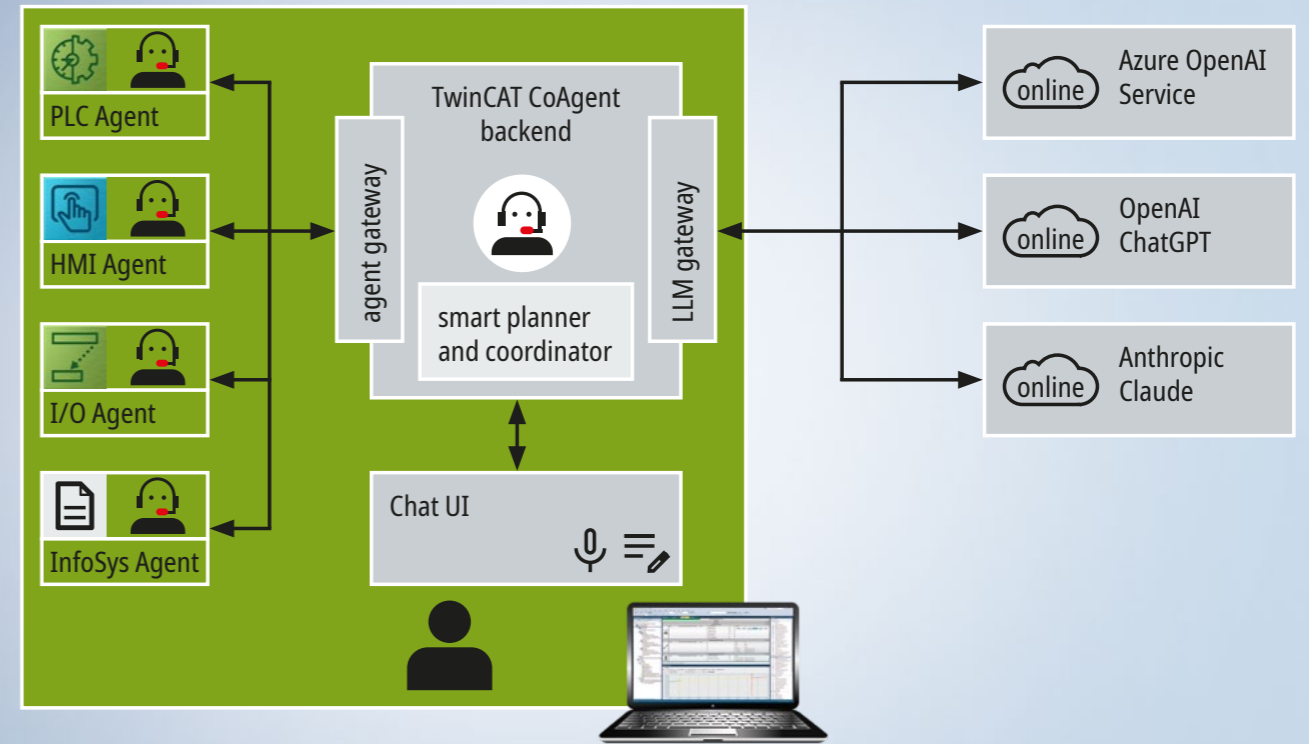 PLC Agent
HMI Agent
I/O Agent
InfoSys Agent
agent gateway
TwinCAT CoAgent
backend
smart planner
and coordinator
LLM gateway
Chat UI
online
Azure OpenAI
Service
online
OpenAI
ChatGPT
online
Anthropic
Claude